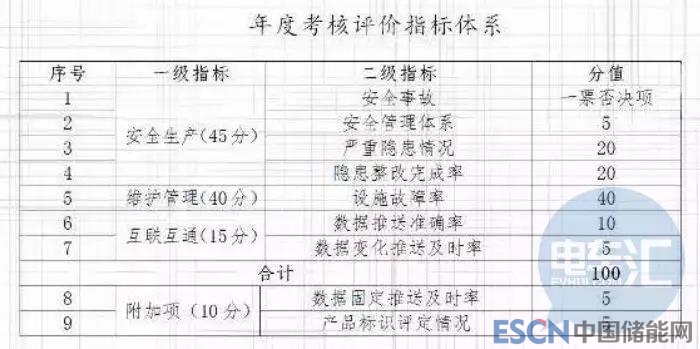 年度考核评价指标体系
序号 一级指标 二级指标 分值
1 安全事故 一票否决项
2 安全生产(45分) 安全管理体系 5
3 严重隐患情况 20
4 隐患整改完成率 20
5 维护管理(40分) 设施故障率 40
6 互联互通(15分) 数据推送准确率 10
7 数据变化推送及时率 5
合计 100
8 附加项(10分) 数据固定推送及时率 5
9 产品标识评定情况 5
电车汇
ESCN中国储能网